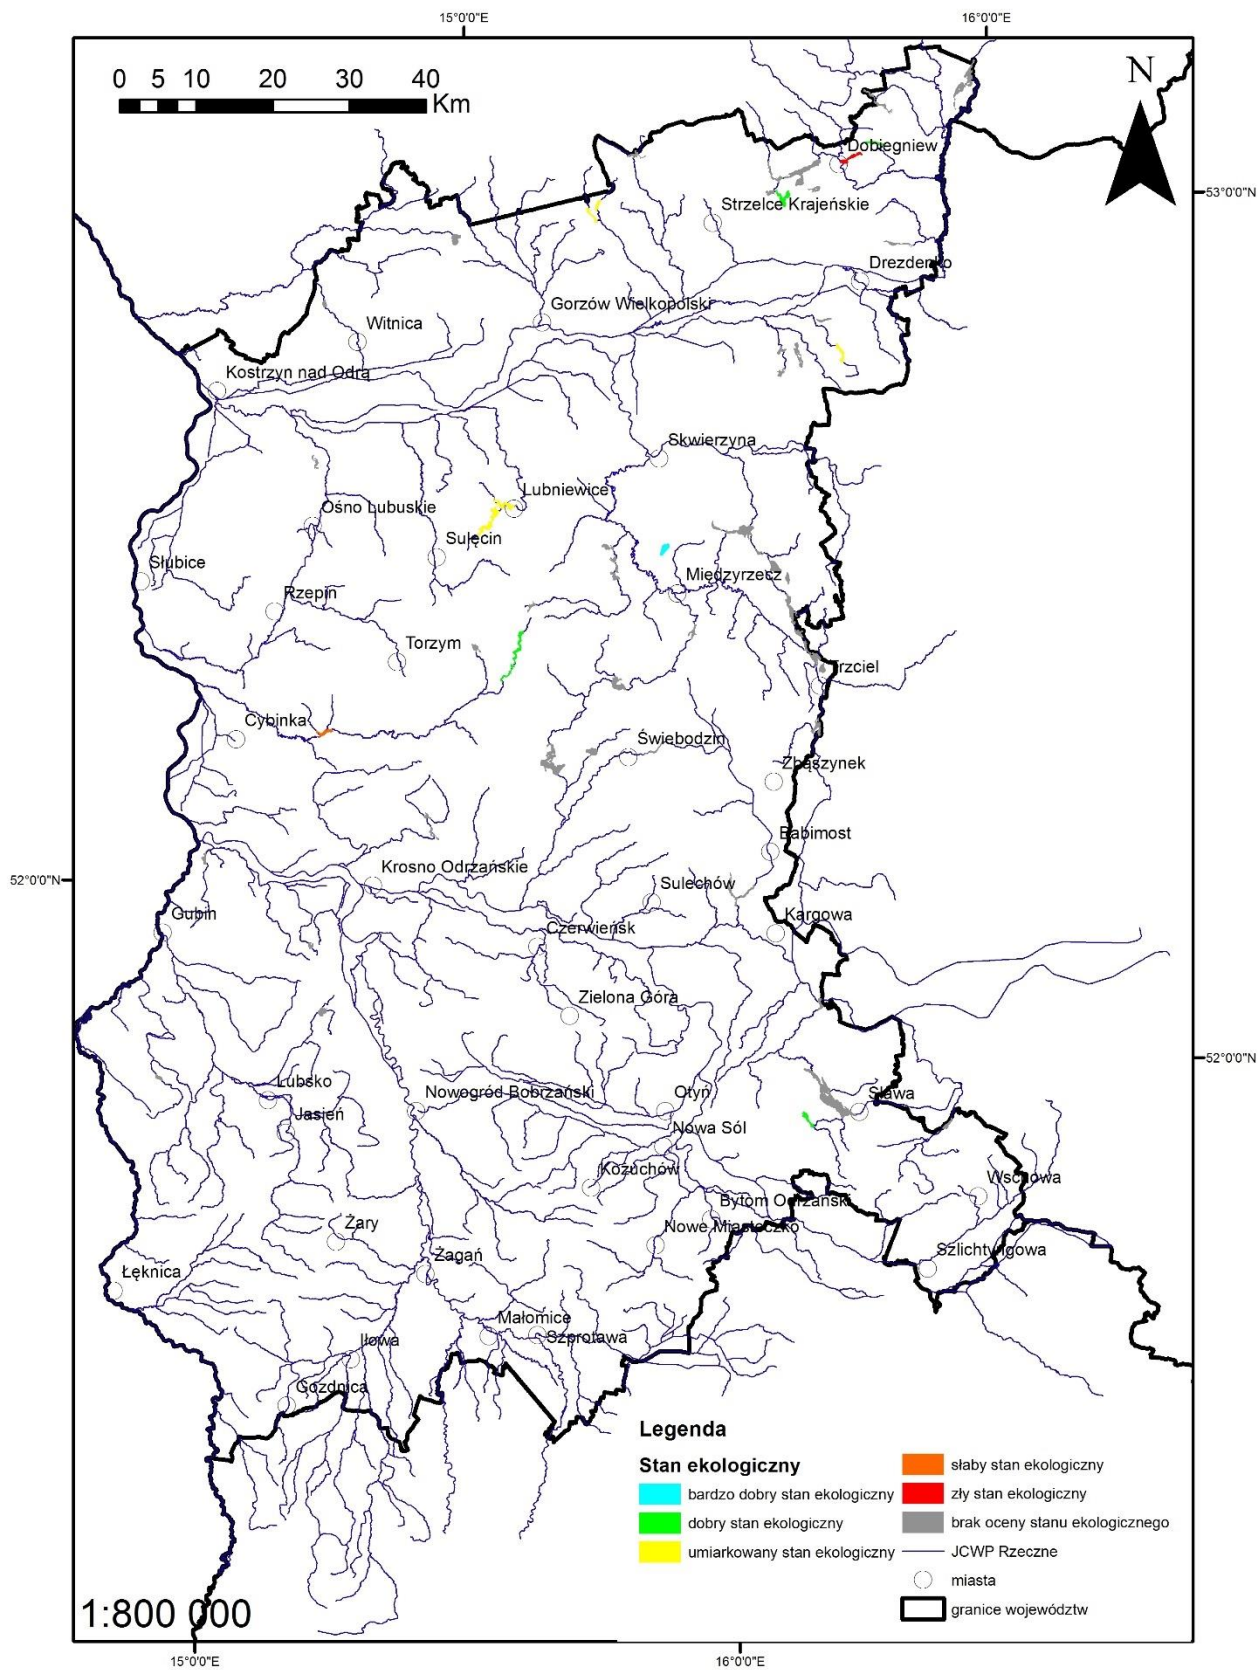 15°0'0"E
16°0'0"E
0 5 10 20 30 40
Km
N
Dobiegniew
53°0'0"N
Strzelce Krajeńskie
Drezdenko
Gorzów Wielkopolski
Witnica
Kostrzyn nad Odrą
Skwierzyna
Lubniewice
Ośno Lubuskie
Sulęcin
Słubice
Międzyrzecz
Rzepin
Torzym
Trzciel
Cybinka
Świebodzin
Zbąszynek
Babimost
Krosno Odrzańskie
52°0'0"N
Sulechów
Gubin
Kargowa
Czerwieńsk
Zielona Góra
52°0'0"N
Lubsko
Nowogród Bobrzański
Otyń
Sława
Jasień
Nowa Sól
Kożuchów
Wschowa
Bytom Odrzański
Żary
Nowe Miasteczko
Żagań
Szlichtyngowa
Łęknica
Małomice
Szprotawa
Iłowa
Gozdnica
Legenda
Stan ekologiczny
bardzo dobry stan ekologiczny
dobry stan ekologiczny
umiarkowany stan ekologiczny
słaby stan ekologiczny
zły stan ekologiczny
brak oceny stanu ekologicznego
JCWP Rzeczne
miasta
granice województw
1:800 000
15°0'0"E
16°0'0"E